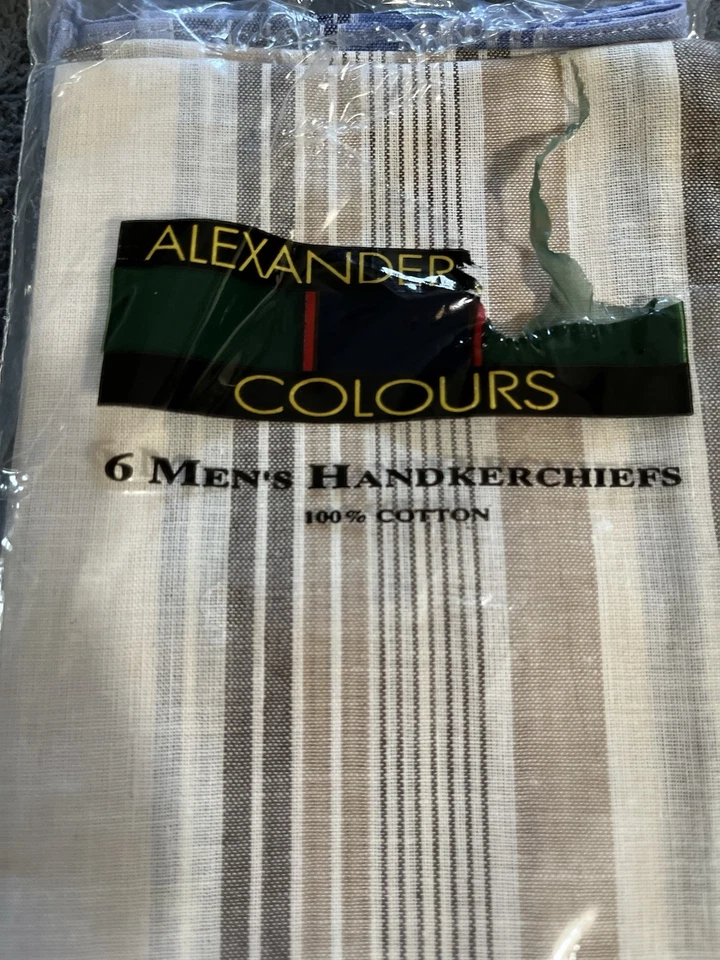 ALEXANDER
COLOURS
6 MEN'S HANDKERCHIEFS
100% COTTON